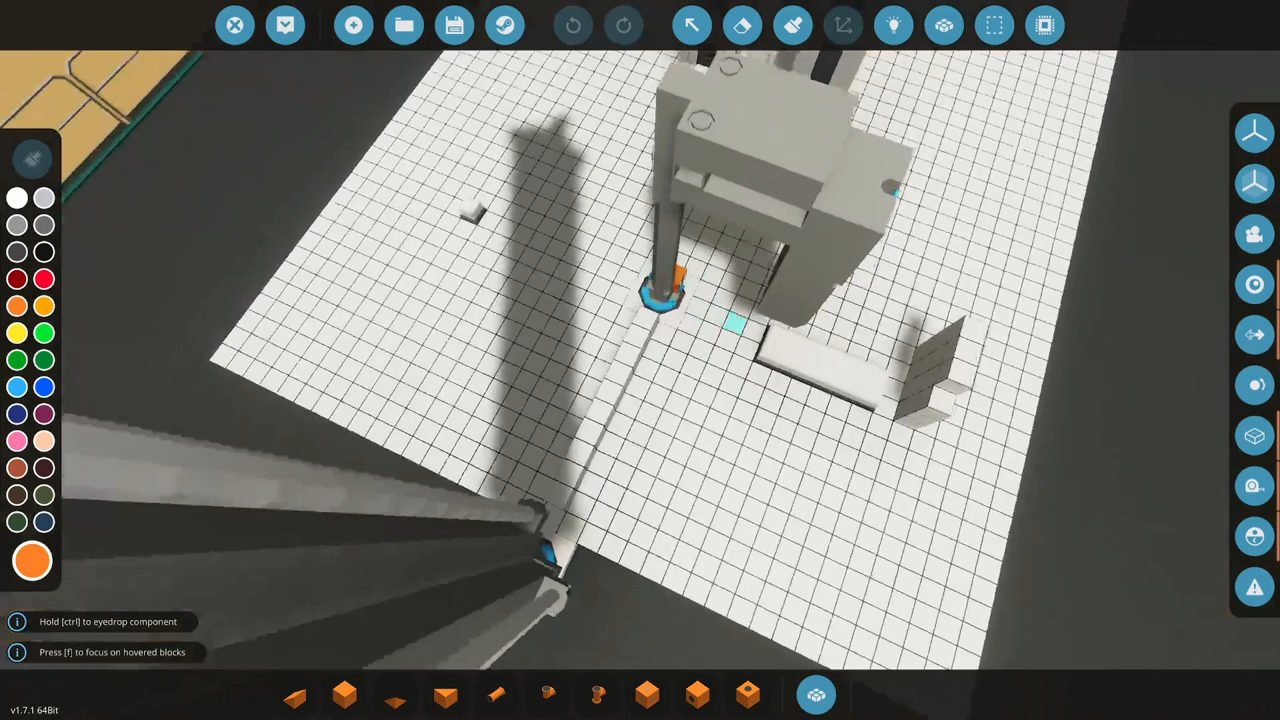 Hold [ctrl] to eyedrop component
Press [f] to focus on hovered blocks
v1.7.1 64Bit